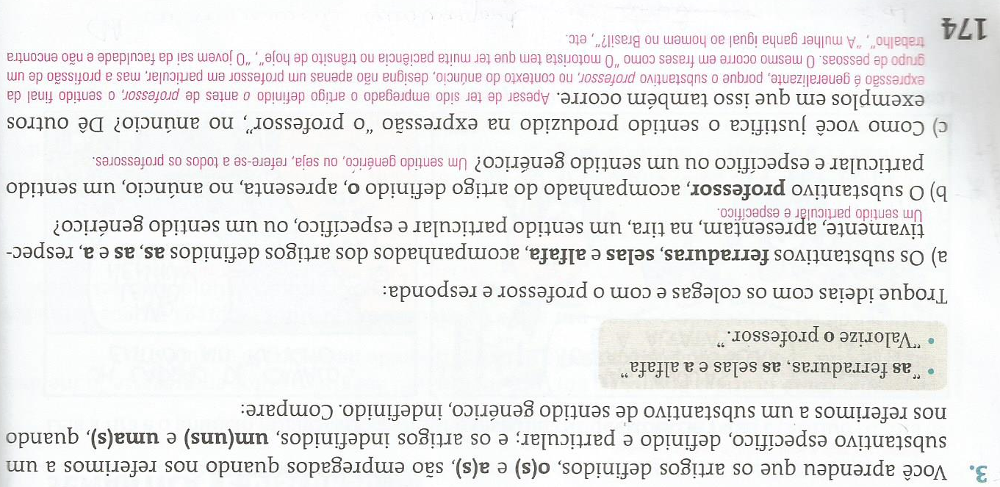 3. Você aprendeu que os artigos definidos, o(s) e a(s), são empregados quando nos referimos a um
substantivo específico, definido e particular; e os artigos indefinidos, um(uns) e uma(s), quando
nos referimos a um substantivo de sentido genérico, indefinido. Compare:
• "as ferraduras, as selas e a alfafa"
• "Valorize o professor."
Troque ideias com os colegas e com o professor e responda:
a) Os substantivos ferraduras, selas e alfafa, acompanhados dos artigos definidos as, as e a, respec-
tivamente, apresentam, na tira, um sentido particular e específico, ou um sentido genérico?
Um sentido particular e específico.
b) O substantivo professor, acompanhado do artigo definido o, apresenta, no anúncio, um sentido
particular e específico ou um sentido genérico? Um sentido genérico, ou seja, refere-se a todos os professores.
c) Como você justifica o sentido produzido na expressão "o professor", no anúncio? Dê outros
exemplos em que isso também ocorre. Apesar de ter sido empregado o artigo definido o antes de professor, o sentido final da
expressão é generalizante, porque o substantivo professor, no contexto do anúncio, designa não apenas um professor em particular, mas a profissão de um
grupo de pessoas. O mesmo ocorre em frases como "O motorista tem que ter muita paciência no trânsito de hoje", "O jovem sai da faculdade e não encontra
trabalho", "A mulher ganha igual ao homem no Brasil?", etc.
174